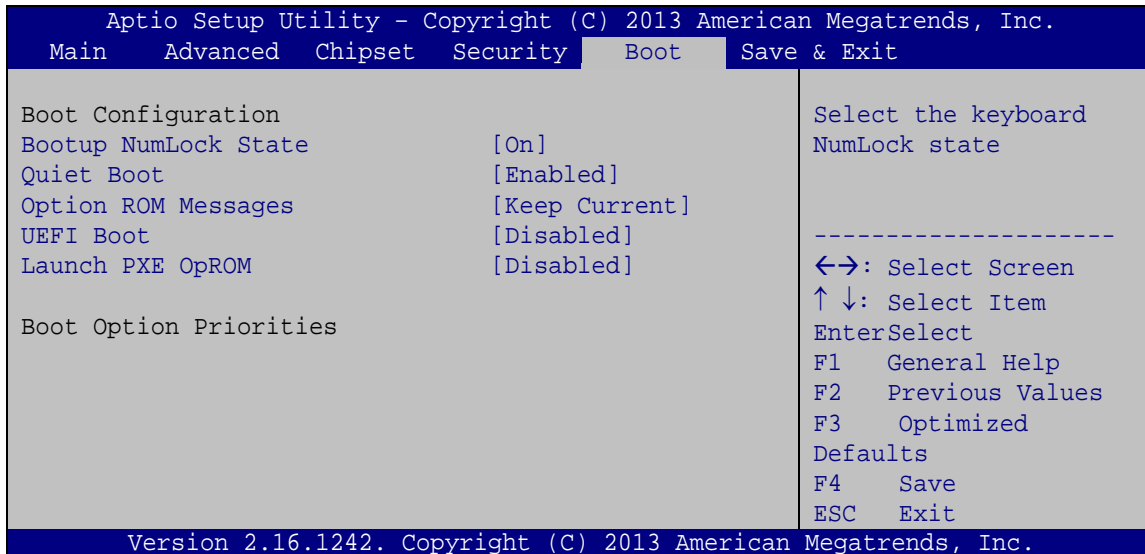 Aptio Setup Utility – Copyright (C) 2013 American Megatrends, Inc.
Main Advanced Chipset Security Boot Save & Exit
Boot Configuration
Bootup NumLock State [On]
Quiet Boot [Enabled]
Option ROM Messages [Keep Current]
UEFI Boot [Disabled]
Launch PXE OpROM [Disabled]
Boot Option Priorities
Select the keyboard
NumLock state
---------------------
←→: Select Screen
↑ ↓: Select Item
EnterSelect
F1 General Help
F2 Previous Values
F3 Optimized
Defaults
F4 Save
ESC Exit
Version 2.16.1242. Copyright (C) 2013 American Megatrends, Inc.